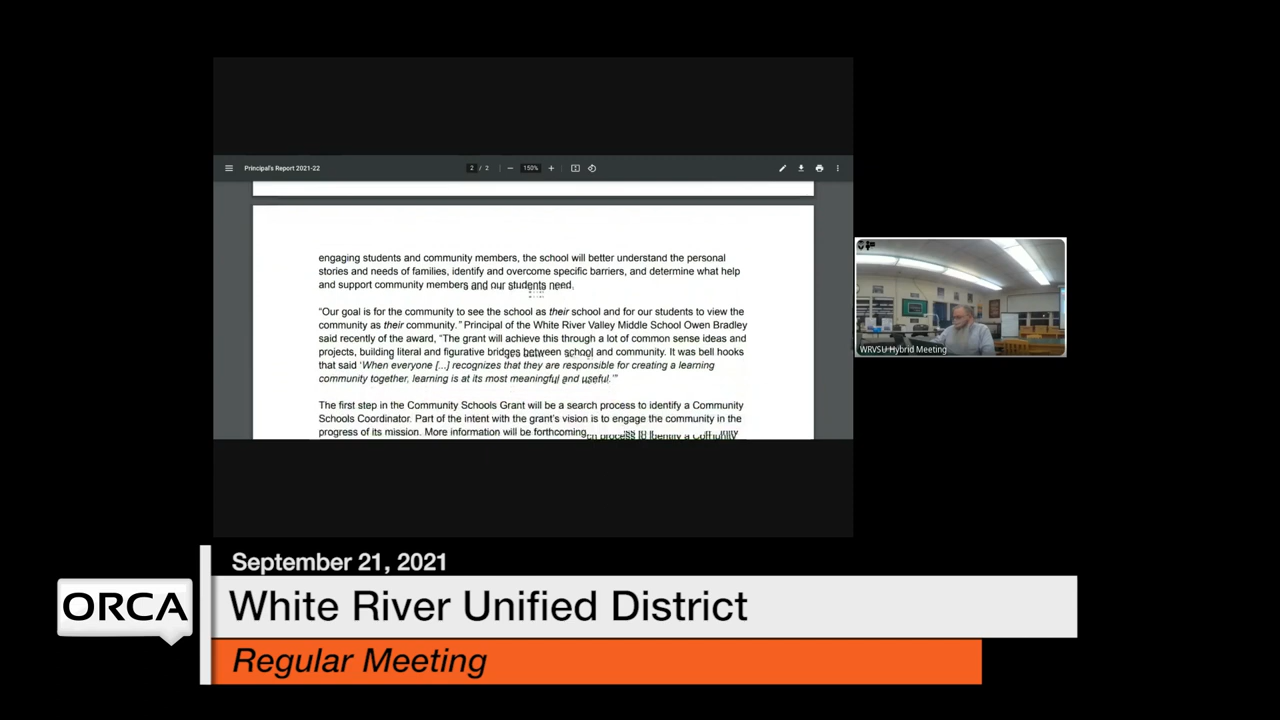 Principal's Report 2021-22
2 / 2
150%
engaging students and community members, the school will better understand the personal
stories and needs of families, identify and overcome specific barriers, and determine what help
and support community members and our students need.
“Our goal is for the community to see the school as their school and for our students to view the
community as their community.” Principal of the White River Valley Middle School Owen Bradley
said recently of the award, “The grant will achieve this through a lot of common sense ideas and
projects, building literal and figurative bridges between school and community. It was bell hooks
that said ‘When everyone [...] recognizes that they are responsible for creating a learning
community together, learning is at its most meaningful and useful.’”
The first step in the Community Schools Grant will be a search process to identify a Community
Schools Coordinator. Part of the intent with the grant's vision is to engage the community in the
progress of its mission. More information will be forthcoming.
ch process to identify a Community
WRVSU Hybrid Meeting
September 21, 2021
ORCA
White River Unified District
Regular Meeting